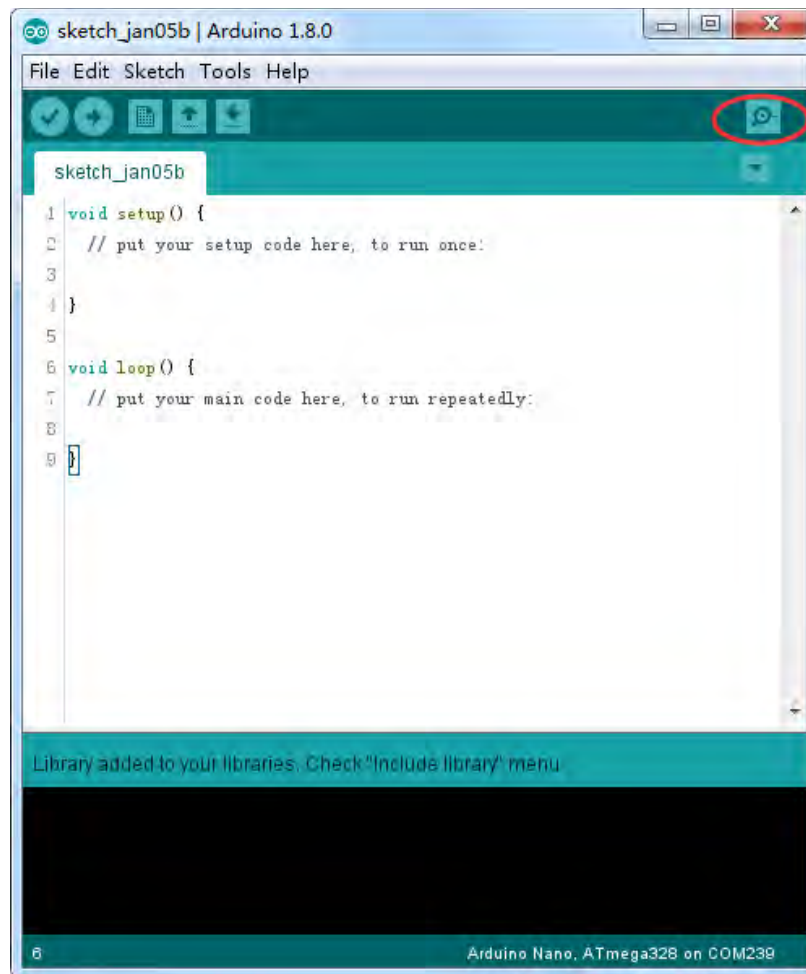 sketch_jan05b | Arduino 1.8.0
File Edit Sketch Tools Help
sketch_jan05b
1 void setup() {
2 // put your setup code here, to run once:
3
4 }
5
6 void loop() {
7 // put your main code here, to run repeatedly:
8
9 }
Library added to your libraries. Check "Include library" menu
6 Arduino Nano, ATmega328 on COM239